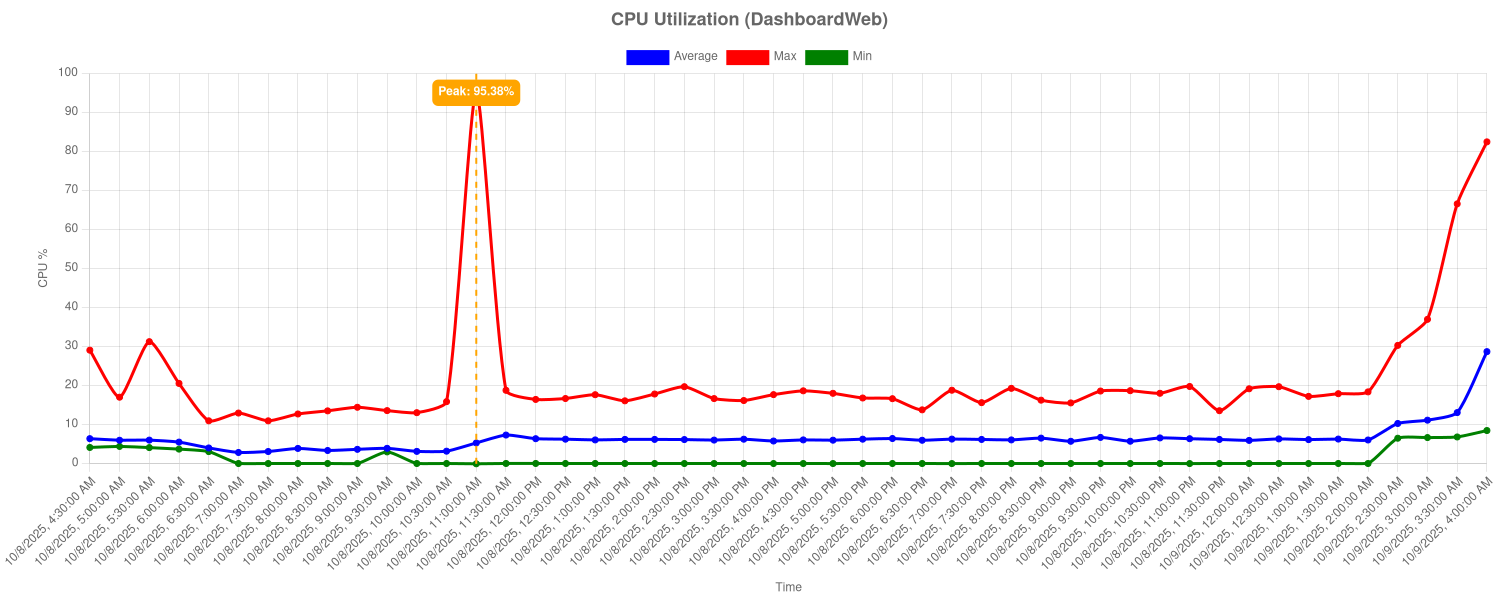 CPU Utilization (DashboardWeb)
Average Max Min
Peak: 95.38%
100
90
80
70
60
50
40
30
20
10
0
CPU %
10/8/2025, 4:30:00 AM
10/8/2025, 5:00:00 AM
10/8/2025, 5:30:00 AM
10/8/2025, 6:00:00 AM
10/8/2025, 6:30:00 AM
10/8/2025, 7:00:00 AM
10/8/2025, 7:30:00 AM
10/8/2025, 8:00:00 AM
10/8/2025, 8:30:00 AM
10/8/2025, 9:00:00 AM
10/8/2025, 9:30:00 AM
10/8/2025, 10:00:00 AM
10/8/2025, 10:30:00 AM
10/8/2025, 11:00:00 AM
10/8/2025, 11:30:00 AM
10/8/2025, 12:00:00 PM
10/8/2025, 12:30:00 PM
10/8/2025, 1:00:00 PM
10/8/2025, 1:30:00 PM
10/8/2025, 2:00:00 PM
10/8/2025, 2:30:00 PM
10/8/2025, 3:00:00 PM
10/8/2025, 3:30:00 PM
10/8/2025, 4:00:00 PM
10/8/2025, 4:30:00 PM
10/8/2025, 5:00:00 PM
10/8/2025, 5:30:00 PM
10/8/2025, 6:00:00 PM
10/8/2025, 6:30:00 PM
10/8/2025, 7:00:00 PM
10/8/2025, 7:30:00 PM
10/8/2025, 8:00:00 PM
10/8/2025, 8:30:00 PM
10/8/2025, 9:00:00 PM
10/8/2025, 9:30:00 PM
10/8/2025, 10:00:00 PM
10/8/2025, 10:30:00 PM
10/8/2025, 11:00:00 PM
10/8/2025, 11:30:00 PM
10/9/2025, 12:00:00 AM
10/9/2025, 12:30:00 AM
10/9/2025, 1:00:00 AM
10/9/2025, 1:30:00 AM
10/9/2025, 2:00:00 AM
10/9/2025, 2:30:00 AM
10/9/2025, 3:00:00 AM
10/9/2025, 3:30:00 AM
10/9/2025, 4:00:00 AM
Time